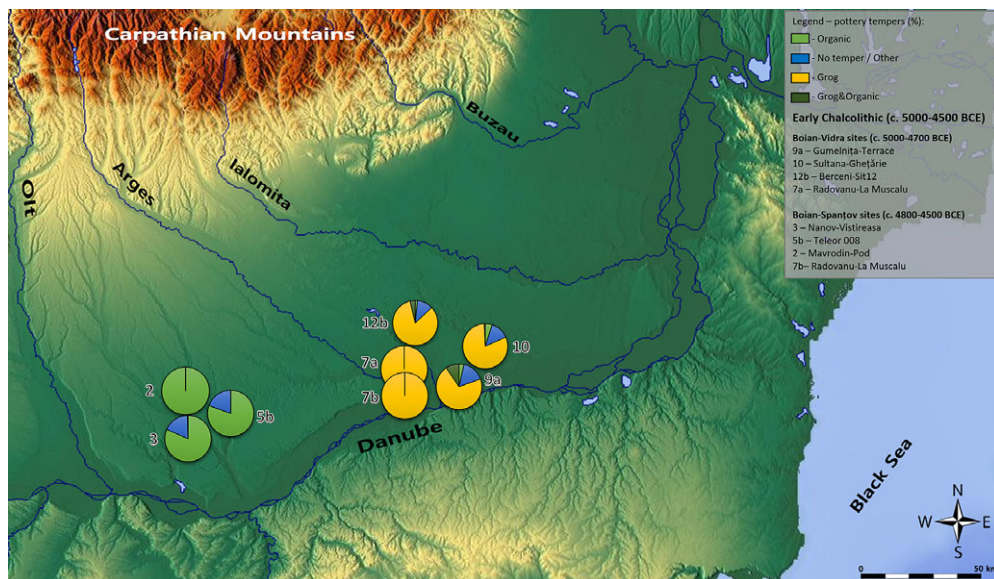 Carpathian Mountains
Legend – pottery tempers (%):
- Organic
- No temper / Other
- Grog
- Grog&Organic
Early Chalcolithic (c. 5000-4500 BCE)
Boian-Vidra sites (c. 5000-4700 BCE)
9a – Gumelnița-Terrace
10 – Sultana-Ghețărie
12b – Berceni-Sit12
7a – Radovanu-La Muscalu
Boian-Spanțov sites (c. 4800-4500 BCE)
3 – Nanov-Vistireasa
5b – Teleor 008
2 – Mavrodin-Pod
7b – Radovanu-La Muscalu
Buzau
Olt
Arges
Ialomita
12b
10
7a
9a
7b
2
5b
3
Danube
Black Sea
N
W E
S
0 50 km